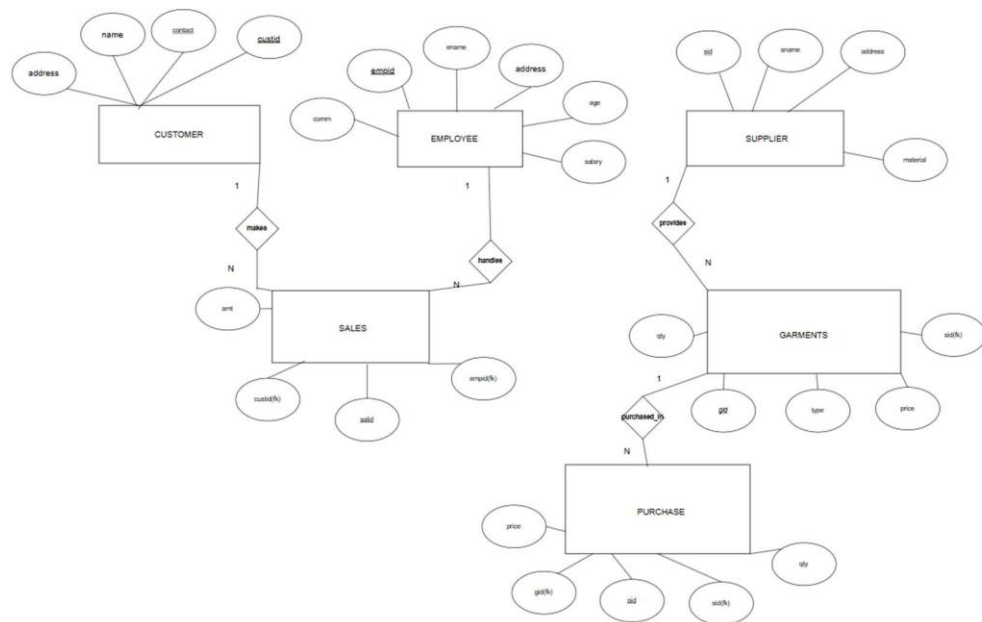 name
contact
custid
address
CUSTOMER
1
makes
N
ename
empid
address
comm
age
EMPLOYEE
salary
1
handles
N
amt
SALES
custid(fk)
empid(fk)
salid
sid
sname
address
SUPPLIER
material
1
provides
N
qty
GARMENTS
sid(fk)
gid
type
price
1
purchased_in
N
PURCHASE
price
qty
gid(fk)
pid
sid(fk)